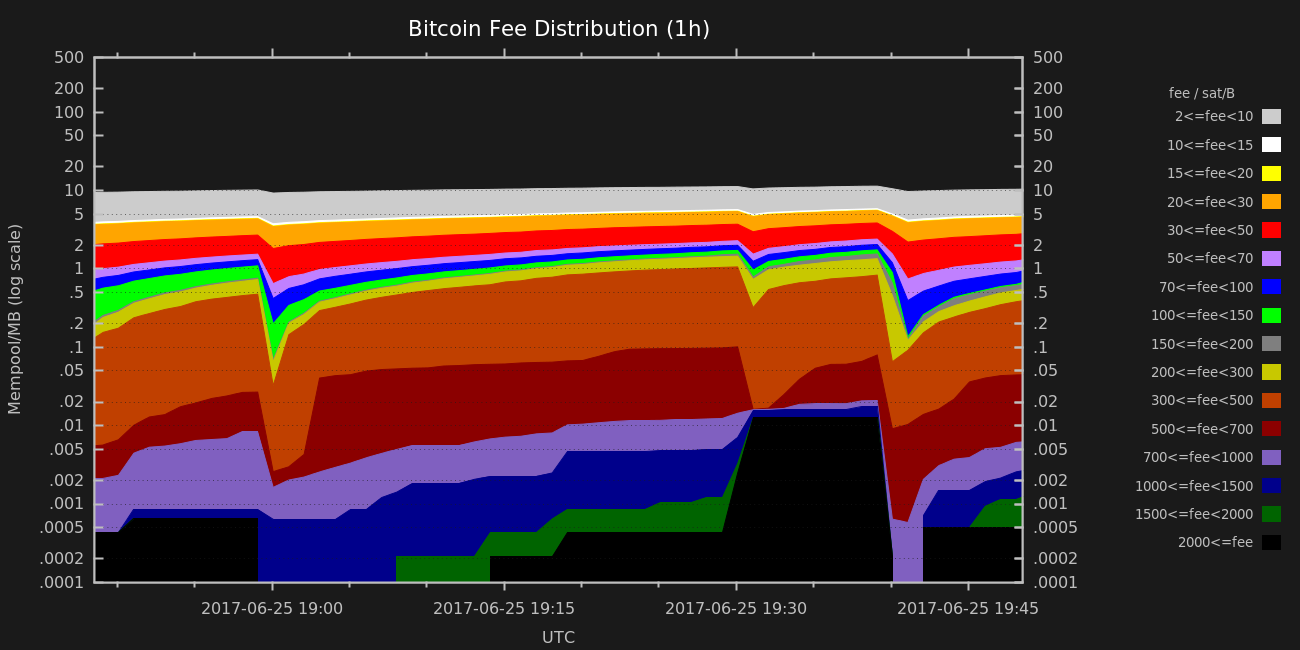 Bitcoin Fee Distribution (1h)
500 500
200 200
100 100
50 50
20 20
10 10
5 5
2 2
1 1
.5 .5
.2 .2
.1 .1
.05 .05
.02 .02
.01 .01
.005 .005
.002 .002
.001 .001
.0005 .0005
.0002 .0002
.0001 .0001
Mempool/MB (log scale)
2017-06-25 19:00 2017-06-25 19:15 2017-06-25 19:30 2017-06-25 19:45
UTC
fee / sat/B
2<=fee<10
10<=fee<15
15<=fee<20
20<=fee<30
30<=fee<50
50<=fee<70
70<=fee<100
100<=fee<150
150<=fee<200
200<=fee<300
300<=fee<500
500<=fee<700
700<=fee<1000
1000<=fee<1500
1500<=fee<2000
2000<=fee